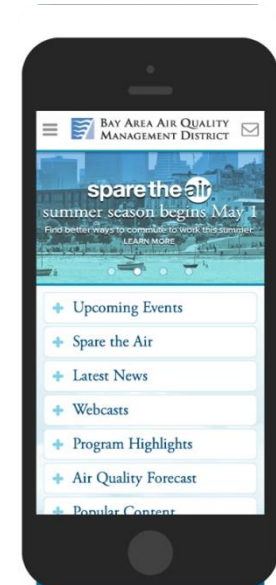 BAY AREA AIR QUALITY
MANAGEMENT DISTRICT
spare the air
summer season begins May 1
Find better ways to commute to work this summer
LEARN MORE
Upcoming Events
Spare the Air
Latest News
Webcasts
Program Highlights
Air Quality Forecast
Popular Content